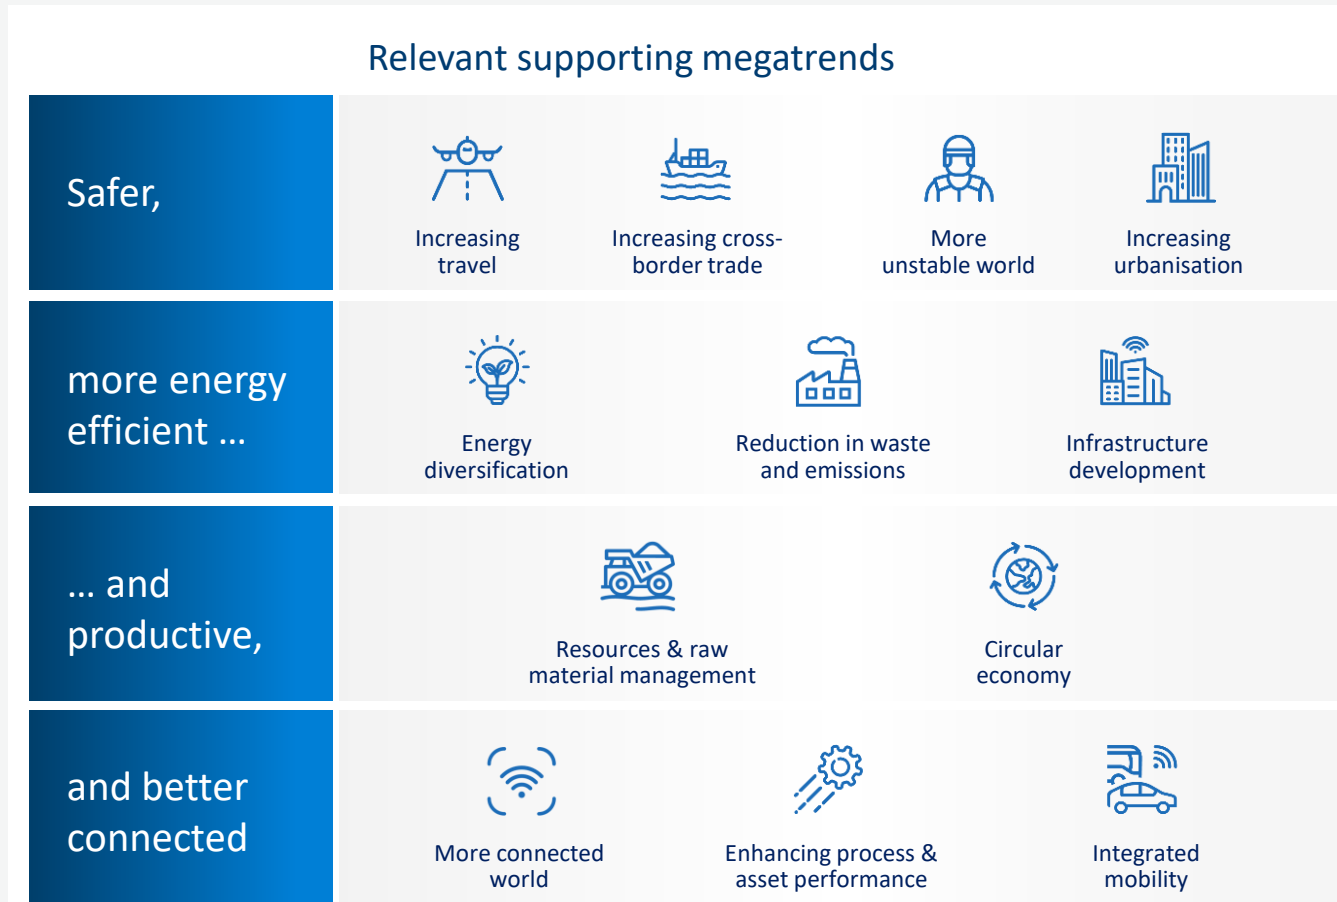 Relevant supporting megatrends
Safer,
Increasing
travel
Increasing cross-
border trade
More
unstable world
Increasing
urbanisation
more energy
efficient …
Energy
diversification
Reduction in waste
and emissions
Infrastructure
development
… and
productive,
Resources & raw
material management
Circular
economy
and better
connected
More connected
world
Enhancing process &
asset performance
Integrated
mobility